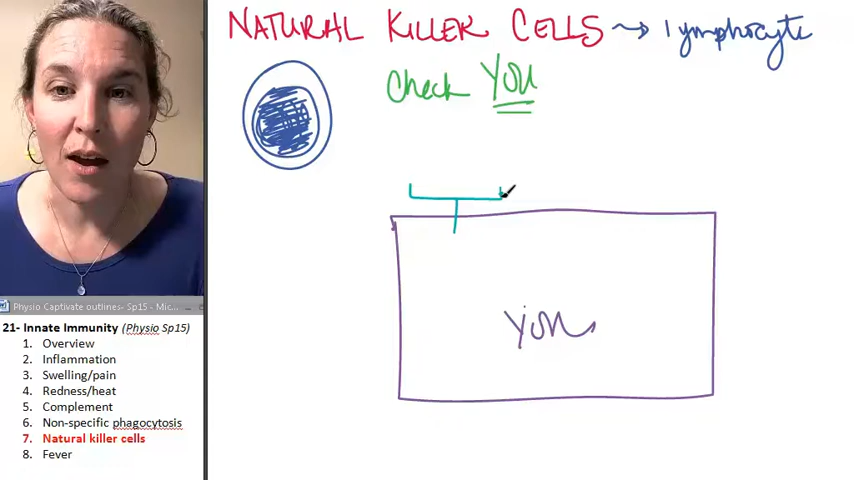 NATURAL KILLER CELLS → lymphocyte
Check YOU
you
Physio Captivate outlines- Sp15 - Mic...
21- Innate Immunity (Physio Sp15)
1. Overview
2. Inflammation
3. Swelling/pain
4. Redness/heat
5. Complement
6. Non-specific phagocytosis
7. Natural killer cells
8. Fever